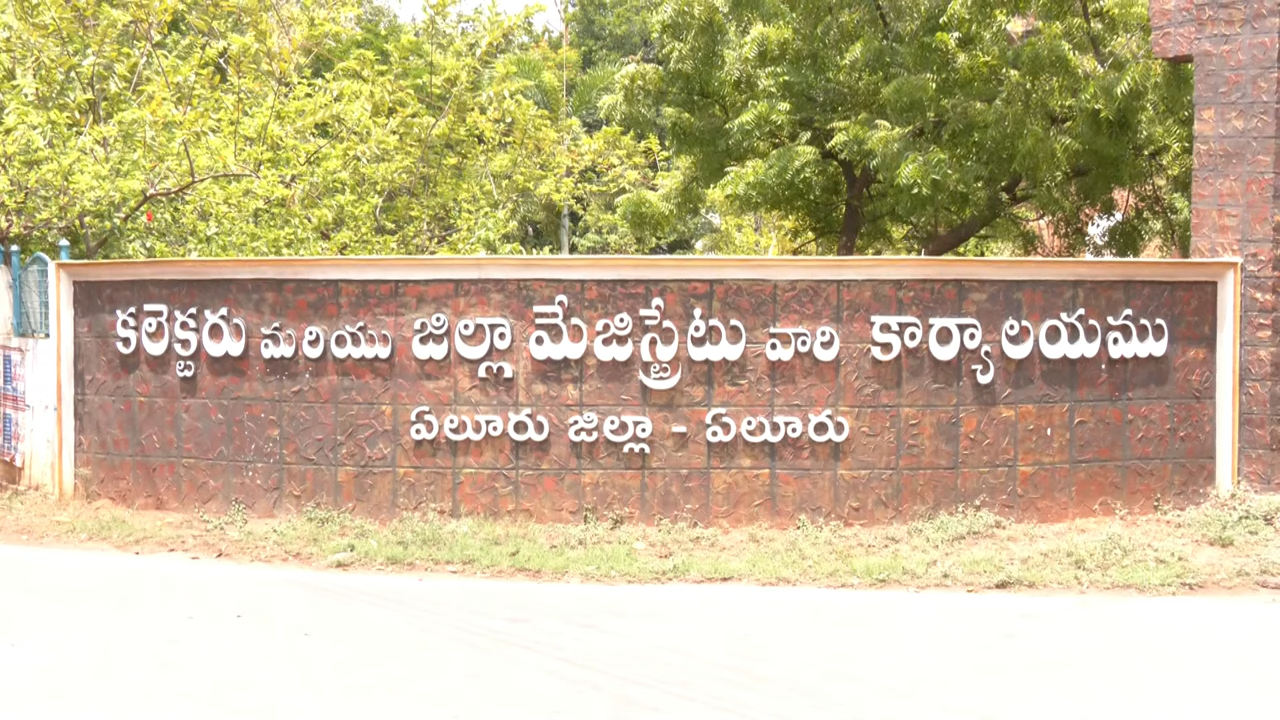 కలెక్టరు మరియు జిల్లా మేజిస్ట్రేటు వారి కార్యాలయము
ఏలూరు జిల్లా - ఏలూరు